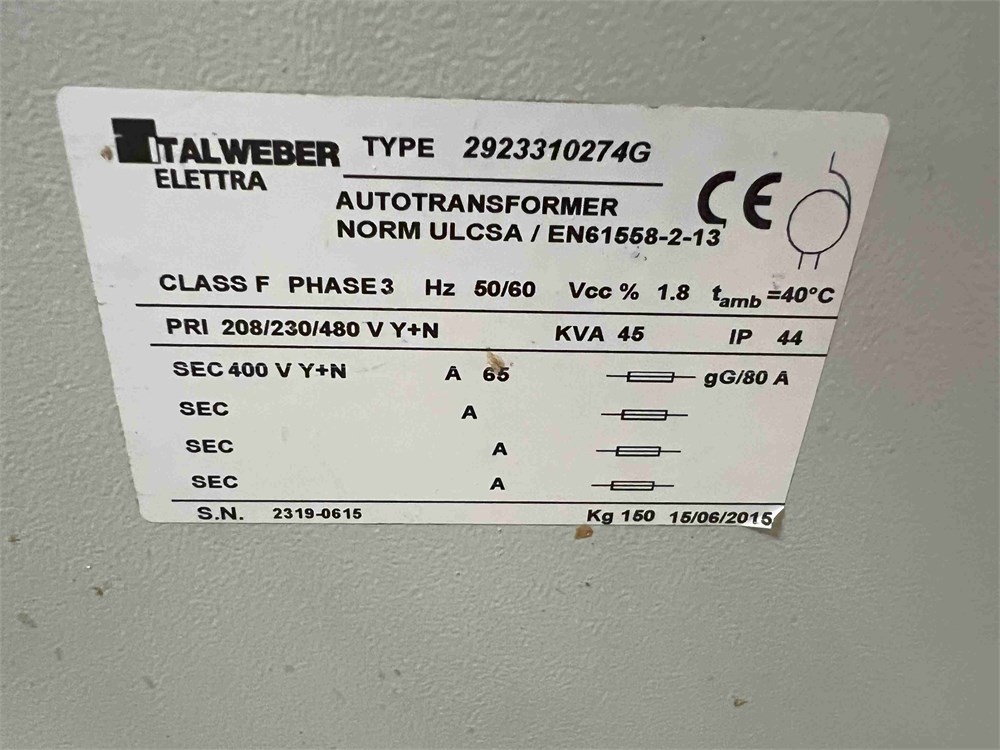 ITALWEBER
ELETTRA
TYPE 2923310274G
AUTOTRANSFORMER
NORM ULCSA / EN61558-2-13
CE
CLASS F PHASE 3 Hz 50/60 Vcc % 1.8 tamb =40°C
PRI 208/230/480 V Y+N KVA 45 IP 44
SEC 400 V Y+N A 65 gG/80 A
SEC A
SEC A
SEC A
S.N. 2319-0615 Kg 150 15/06/2015